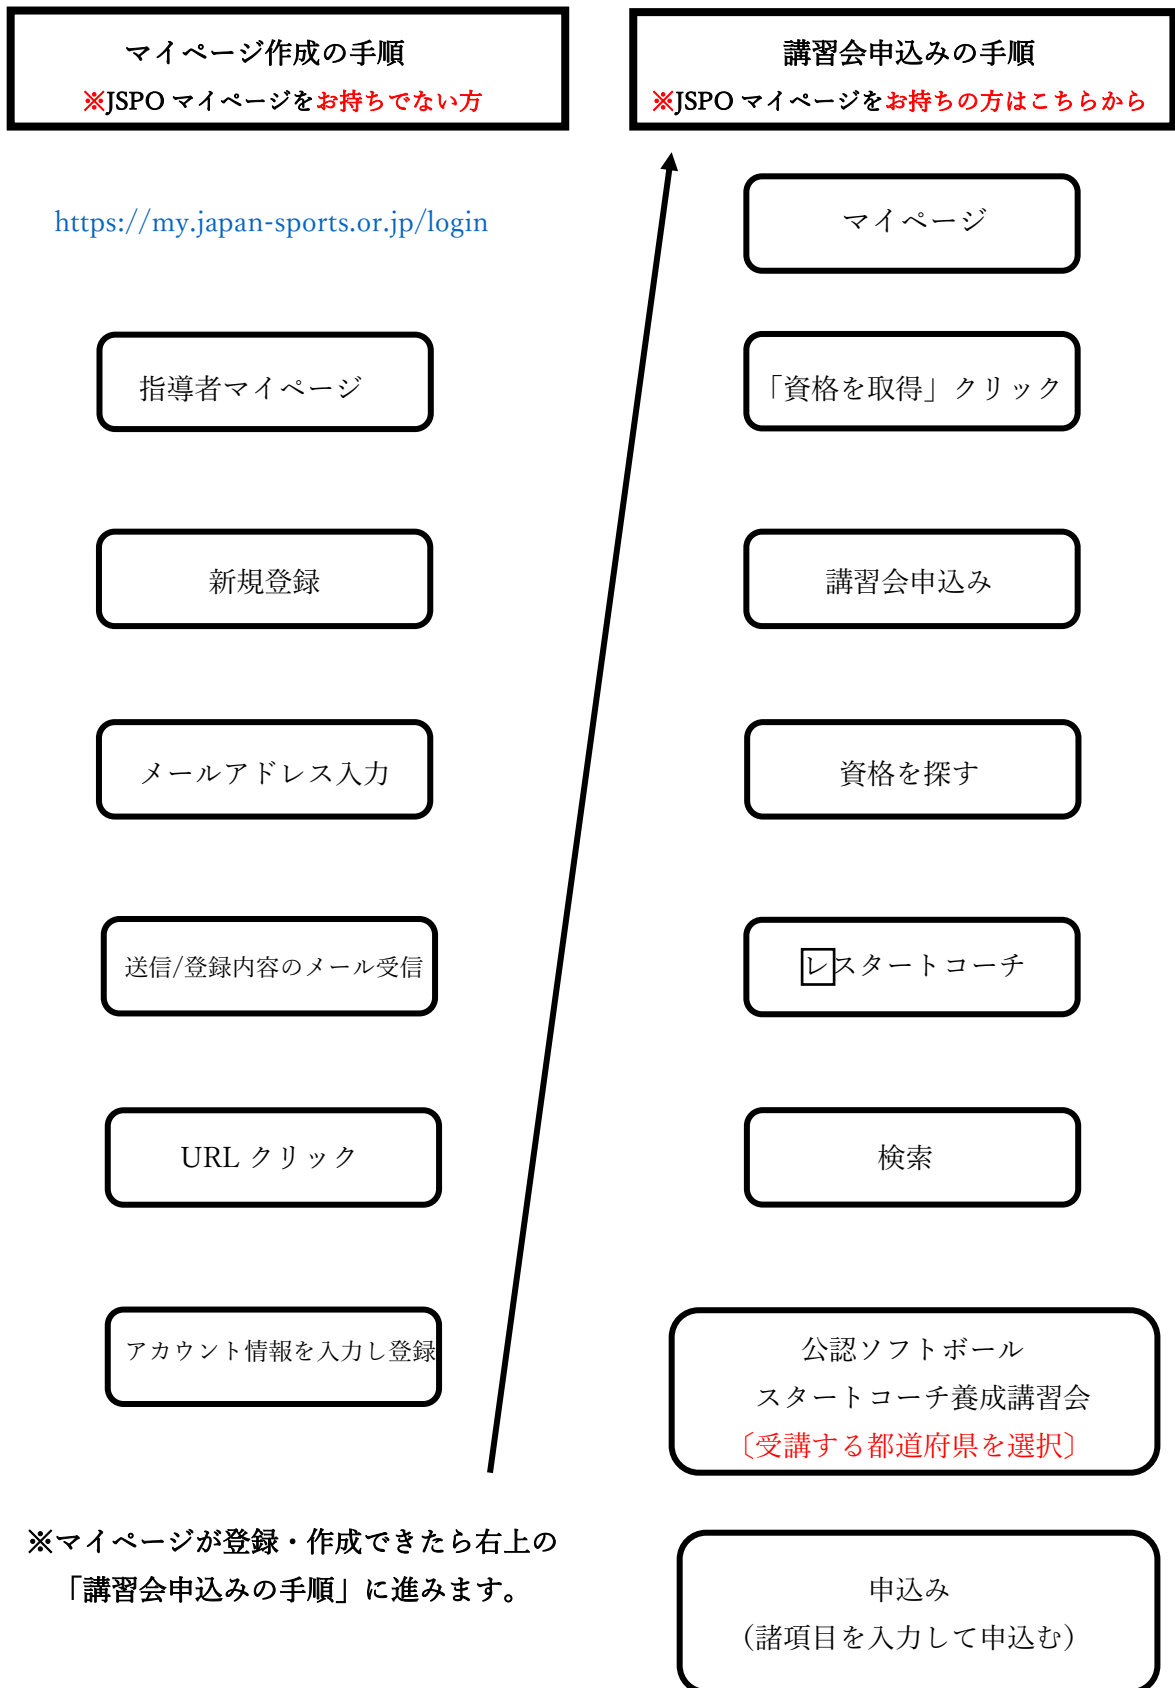 マイページ作成の手順
※JSPO マイページをお持ちでない方
https://my.japan-sports.or.jp/login
指導者マイページ
新規登録
メールアドレス入力
送信/登録内容のメール受信
URL クリック
アカウント情報を入力し登録
※マイページが登録・作成できたら右上の
「講習会申込みの手順」に進みます。
講習会申込みの手順
※JSPO マイページをお持ちの方はこちらから
マイページ
「資格を取得」クリック
講習会申込み
資格を探す
レスタートコーチ
検索
公認ソフトボール
スタートコーチ養成講習会
〔受講する都道府県を選択〕
申込み
（諸項目を入力して申込む）